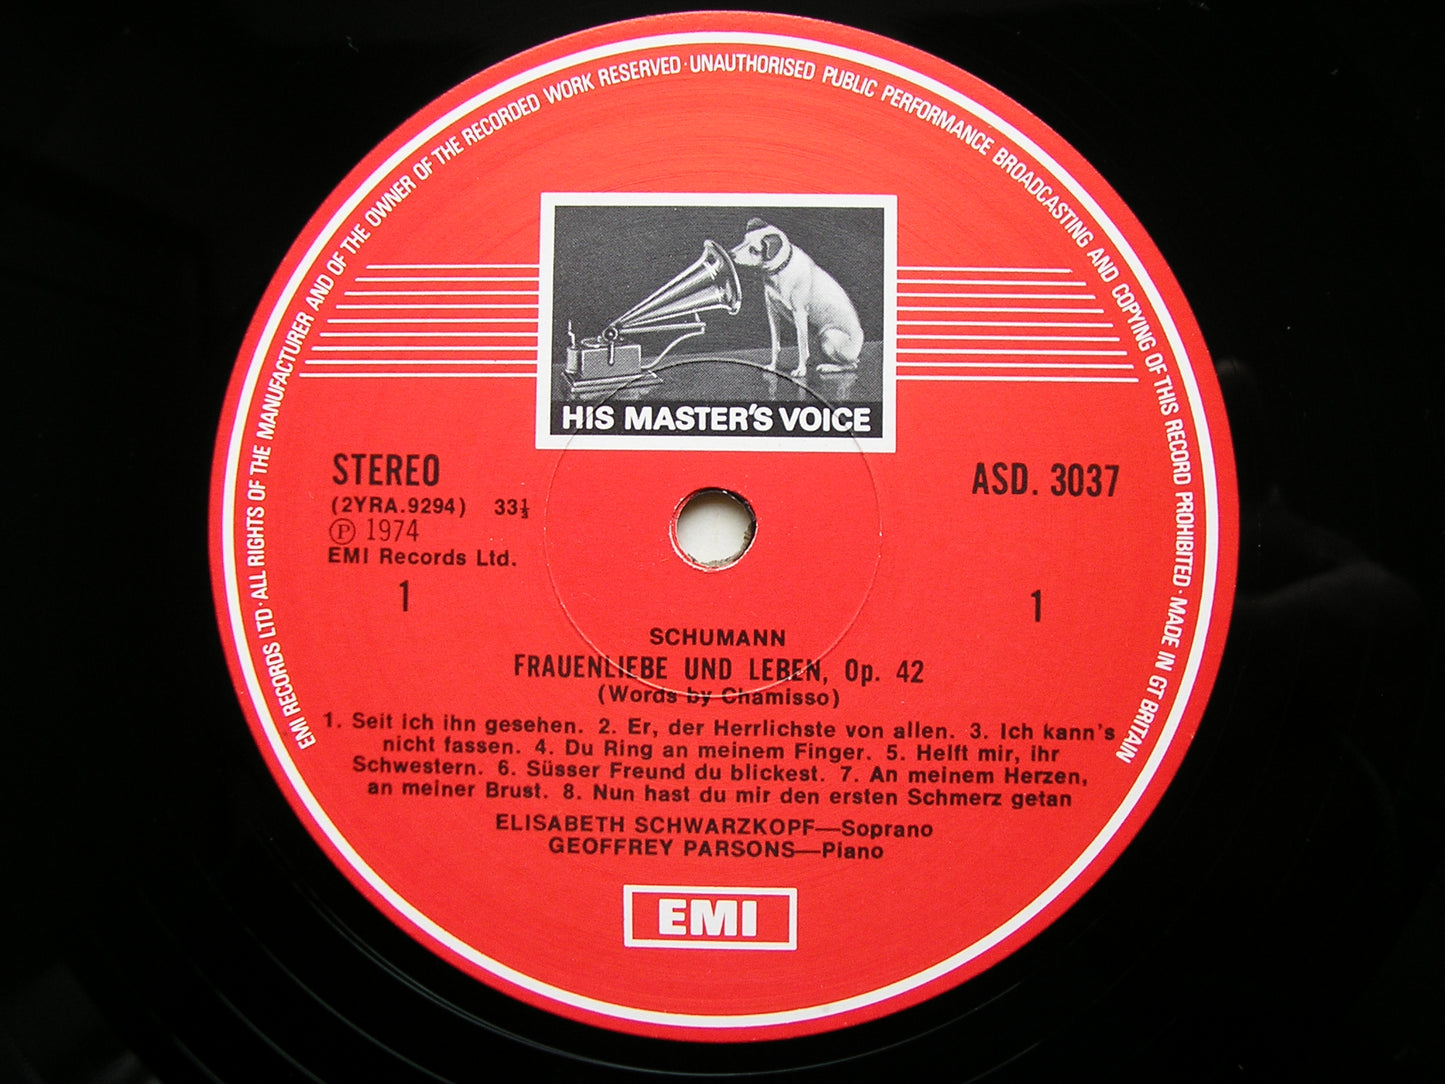 EMI RECORDS LTD · ALL RIGHTS OF THE MANUFACTURER AND OF THE OWNER OF THE RECORDED WORK RESERVED · UNAUTHORISED PUBLIC PERFORMANCE BROADCASTING AND COPYING OF THIS RECORD PROHIBITED · MADE IN GT BRITAIN
HIS MASTER'S VOICE
STEREO
(2YRA.9294) 33⅓
Ⓟ 1974
EMI Records Ltd.
1
ASD. 3037
1
SCHUMANN
FRAUENLIEBE UND LEBEN, Op. 42
(Words by Chamisso)
1. Seit ich ihn gesehen. 2. Er, der Herrlichste von allen. 3. Ich kann's
nicht fassen. 4. Du Ring an meinem Finger. 5. Helft mir, ihr
Schwestern. 6. Süsser Freund du blickest. 7. An meinem Herzen,
an meiner Brust. 8. Nun hast du mir den ersten Schmerz getan
ELISABETH SCHWARZKOPF—Soprano
GEOFFREY PARSONS—Piano
EMI